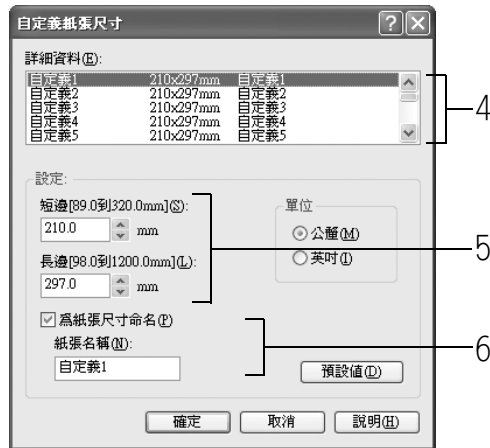 自定義紙張尺寸
詳細資料(E):
自定義1 210x297mm 自定義1
自定義2 210x297mm 自定義2
自定義3 210x297mm 自定義3
自定義4 210x297mm 自定義4
自定義5 210x297mm 自定義5
4
設定:
短邊[89.0到320.0mm](S):
210.0 mm
長邊[98.0到1200.0mm](L):
297.0 mm
單位
公釐(M)
英吋(I)
5
爲紙張尺寸命名(P)
紙張名稱(N):
自定義1
6
預設值(D)
確定 取消 說明(H)